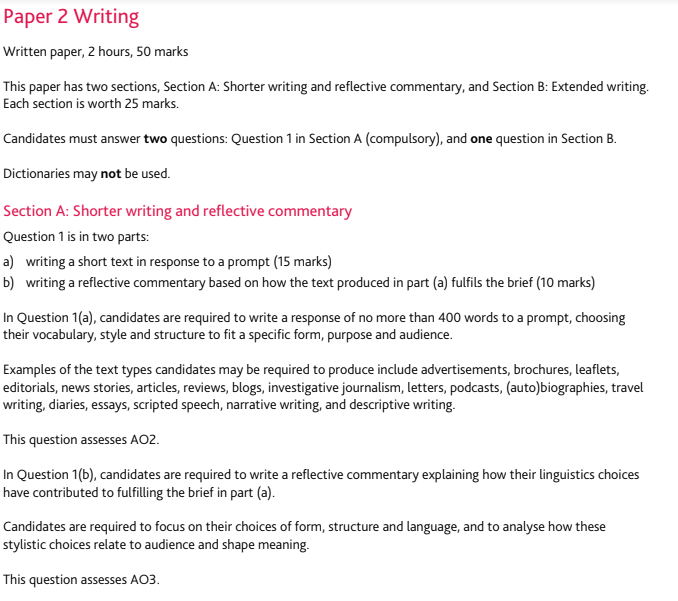 Paper 2 Writing
Written paper, 2 hours, 50 marks
This paper has two sections, Section A: Shorter writing and reflective commentary, and Section B: Extended writing.
Each section is worth 25 marks.
Candidates must answer two questions: Question 1 in Section A (compulsory), and one question in Section B.
Dictionaries may not be used.
Section A: Shorter writing and reflective commentary
Question 1 is in two parts:
a) writing a short text in response to a prompt (15 marks)
b) writing a reflective commentary based on how the text produced in part (a) fulfils the brief (10 marks)
In Question 1(a), candidates are required to write a response of no more than 400 words to a prompt, choosing
their vocabulary, style and structure to fit a specific form, purpose and audience.
Examples of the text types candidates may be required to produce include advertisements, brochures, leaflets,
editorials, news stories, articles, reviews, blogs, investigative journalism, letters, podcasts, (auto)biographies, travel
writing, diaries, essays, scripted speech, narrative writing, and descriptive writing.
This question assesses AO2.
In Question 1(b), candidates are required to write a reflective commentary explaining how their linguistics choices
have contributed to fulfilling the brief in part (a).
Candidates are required to focus on their choices of form, structure and language, and to analyse how these
stylistic choices relate to audience and shape meaning.
This question assesses AO3.